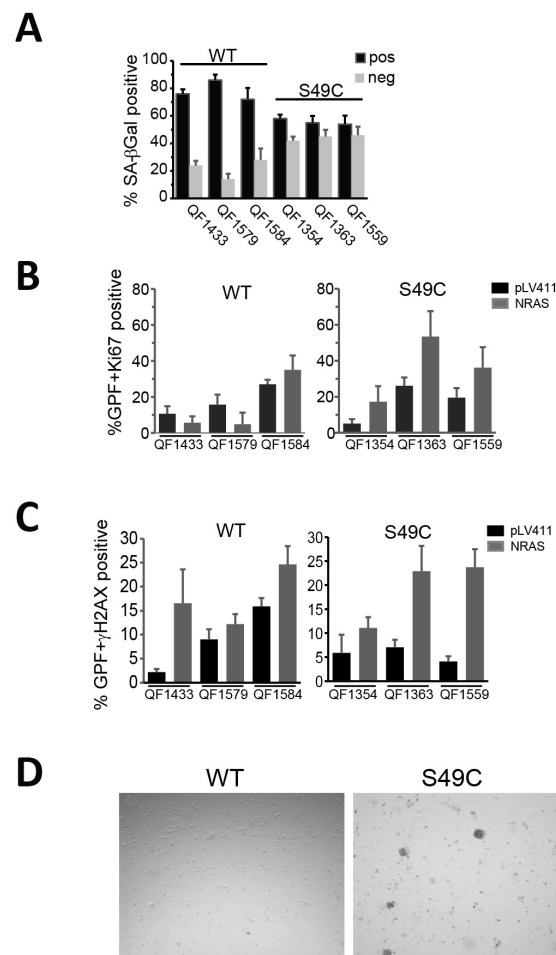 A
WT
pos
neg
S49C
% SA-βGal positive
100
80
60
40
20
0
QF1433
QF1579
QF1584
QF1354
QF1363
QF1559
B
WT
S49C
pLV411
NRAS
%GPF+Ki67 positive
80
60
40
20
0
80
60
40
20
0
QF1433 QF1579 QF1584
QF1354 QF1363 QF1559
C
WT
S49C
pLV411
NRAS
% GPF+γH2AX positive
30
25
20
15
10
5
0
30
25
20
15
10
5
0
QF1433 QF1579 QF1584
QF1354 QF1363 QF1559
D
WT
S49C